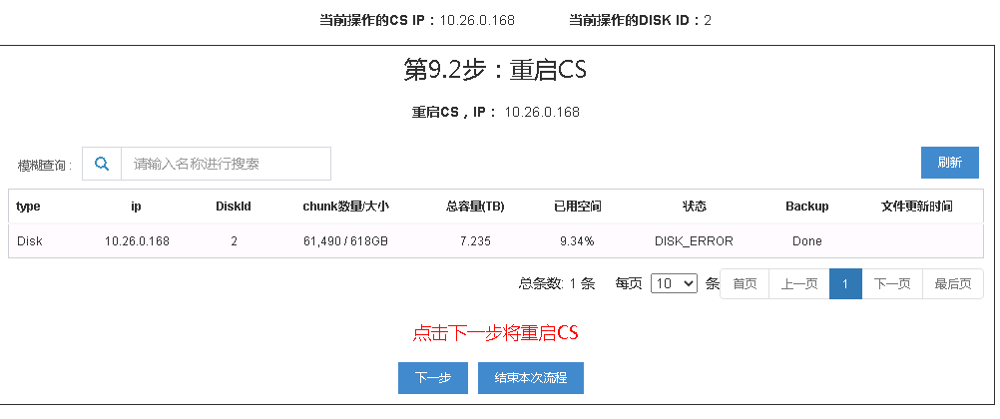 当前操作的CS IP：10.26.0.168 当前操作的DISK ID：2
第9.2步：重启CS
重启CS，IP： 10.26.0.168
模糊查询： 请输入名称进行搜索 刷新
type ip DiskId chunk数量/大小 总容量(TB) 已用空间 状态 Backup 文件更新时间
Disk 10.26.0.168 2 61,490 / 618GB 7.235 9.34% DISK_ERROR Done
总条数: 1 条 每页 10 条 首页 上一页 1 下一页 最后页
点击下一步将重启CS
下一步 结束本次流程